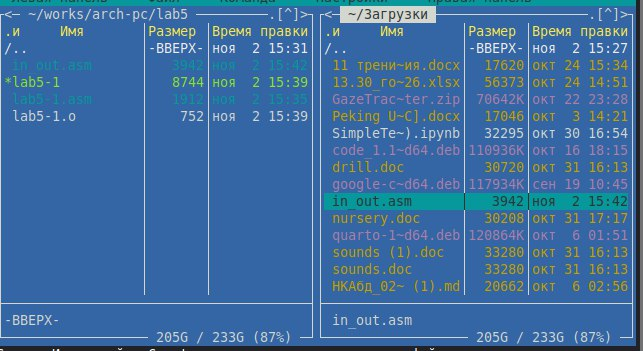 Левая панель Файл Команда Настройки Правая панель
<─ ~/works/arch-pc/lab5 .[^]>
.и Имя Размер Время правки
/.. -ВВЕРХ- ноя 2 15:31
in_out.asm 3942 ноя 2 15:42
*lab5-1 8744 ноя 2 15:39
lab5-1.asm 1912 ноя 2 15:35
lab5-1.o 752 ноя 2 15:39
-ВВЕРХ-
205G / 233G (87%)
<─ ~/Загрузки .[^]>
.и Имя Размер Время правки
/.. -ВВЕРХ- ноя 2 15:27
11 трени~ия.docx 17620 окт 24 15:34
13.30_го~26.xlsx 56373 окт 24 14:51
GazeTrac~ter.zip 70642K окт 22 23:28
Peking U~C].docx 17046 окт 3 14:21
SimpleTe~).ipynb 32295 окт 30 16:54
code_1.1~d64.deb 110936K окт 16 18:15
drill.doc 30720 окт 31 16:13
google-c~d64.deb 117934K сен 19 10:45
in_out.asm 3942 ноя 2 15:42
nursery.doc 30208 окт 31 17:17
quarto-1~d64.deb 120864K окт 6 01:51
sounds (1).doc 33280 окт 31 16:13
sounds.doc 33280 окт 31 16:13
НКАбд_02~ (1).md 20662 окт 6 02:56
in_out.asm
205G / 233G (87%)